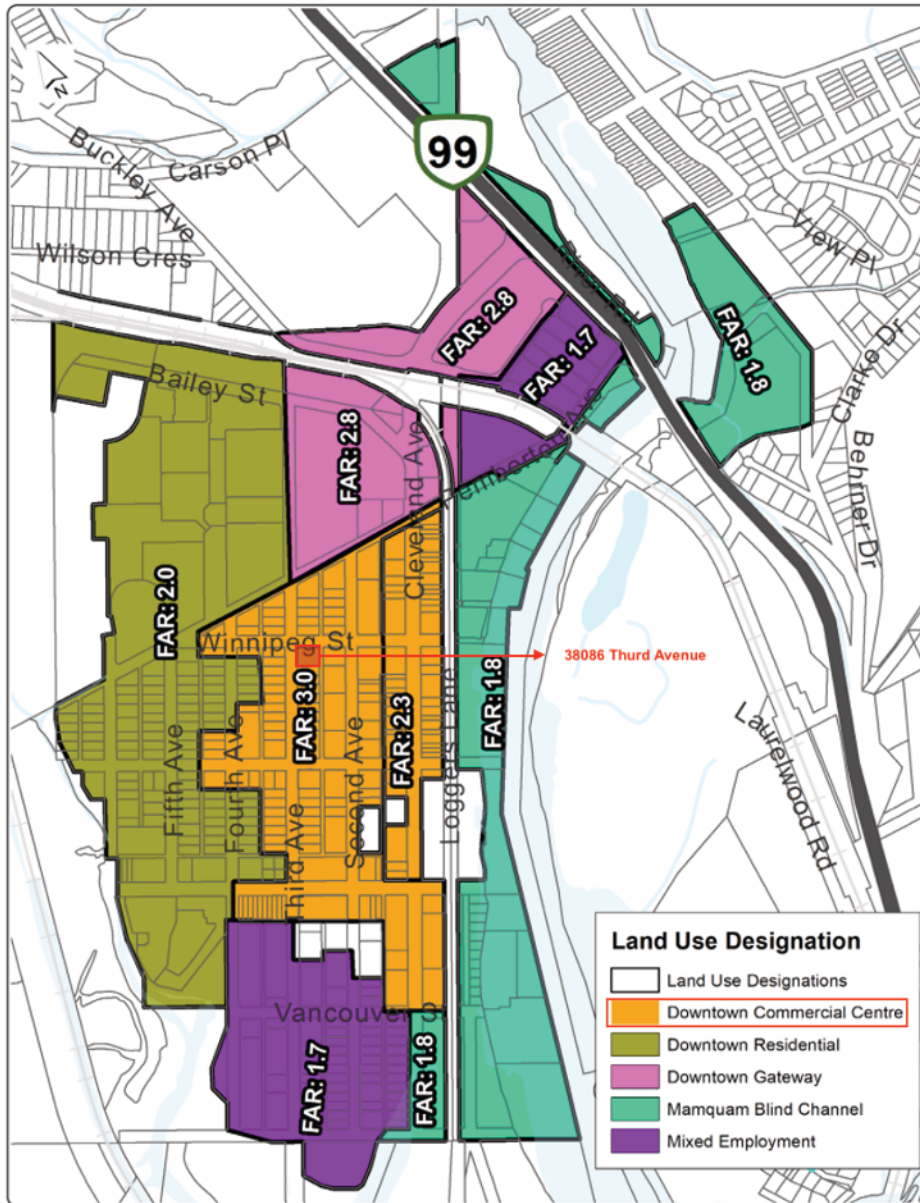 N
99
Buckley Ave
Carson Pl
Wilson Cres
View Pl
FAR: 2.8
FAR: 1.7
FAR: 1.8
Clarke Dr
Behrner Dr
Bailey St
FAR: 2.8
Cleveland Ave
FAR: 2.0
Winnipeg St
38086 Thurd Avenue
FAR: 3.0
FAR: 2.3
FAR: 1.8
Loggers Lane
Laurelwood Rd
Fifth Ave
Fourth Ave
Third Ave
Second Ave
Vancouver St
FAR: 1.7
FAR: 1.8
Land Use Designation
Land Use Designations
Downtown Commercial Centre
Downtown Residential
Downtown Gateway
Mamquam Blind Channel
Mixed Employment